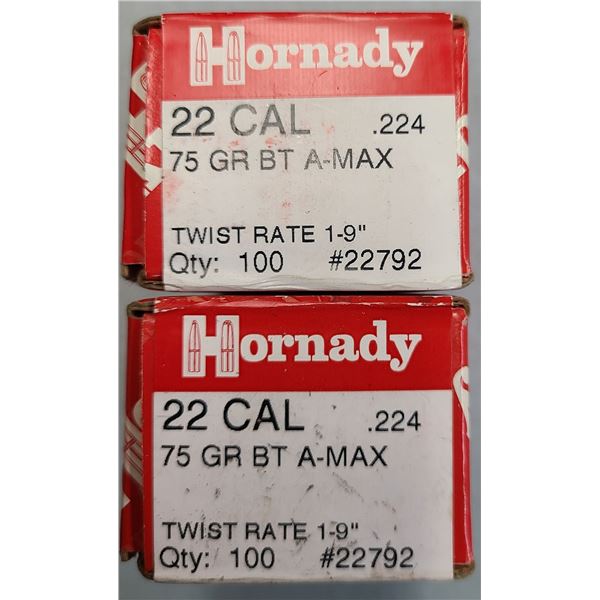 Hornady
22 CAL .224
75 GR BT A-MAX
TWIST RATE 1-9"
Qty: 100 #22792
Hornady
22 CAL .224
75 GR BT A-MAX
TWIST RATE 1-9"
Qty: 100 #22792